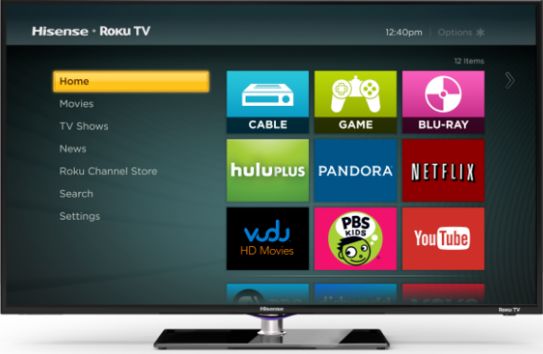 Hisense • Roku TV
12:40pm | Options ✱
12 Items
Home
Movies
TV Shows
News
Roku Channel Store
Search
Settings
CABLE
GAME
BLU-RAY
huluPLUS
PANDORA
NETFLIX
vudu
HD Movies
PBS
KIDS
YouTube
Hisense
Roku TV